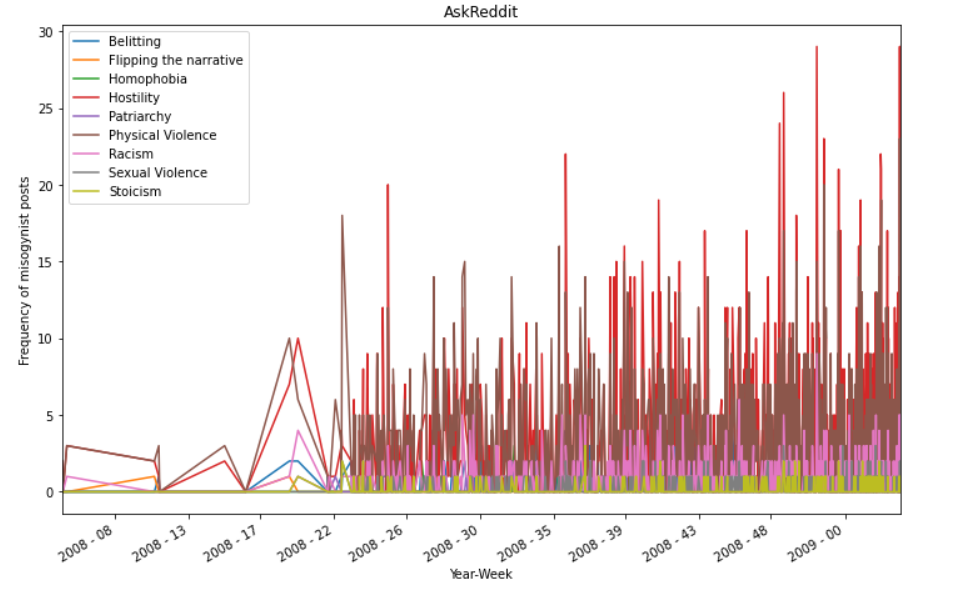 AskReddit
30
25
20
15
10
5
0
Frequency of misogynist posts
Belitting
Flipping the narrative
Homophobia
Hostility
Patriarchy
Physical Violence
Racism
Sexual Violence
Stoicism
2008 - 08
2008 - 13
2008 - 17
2008 - 22
2008 - 26
2008 - 30
2008 - 35
2008 - 39
2008 - 43
2008 - 48
2009 - 00
Year-Week